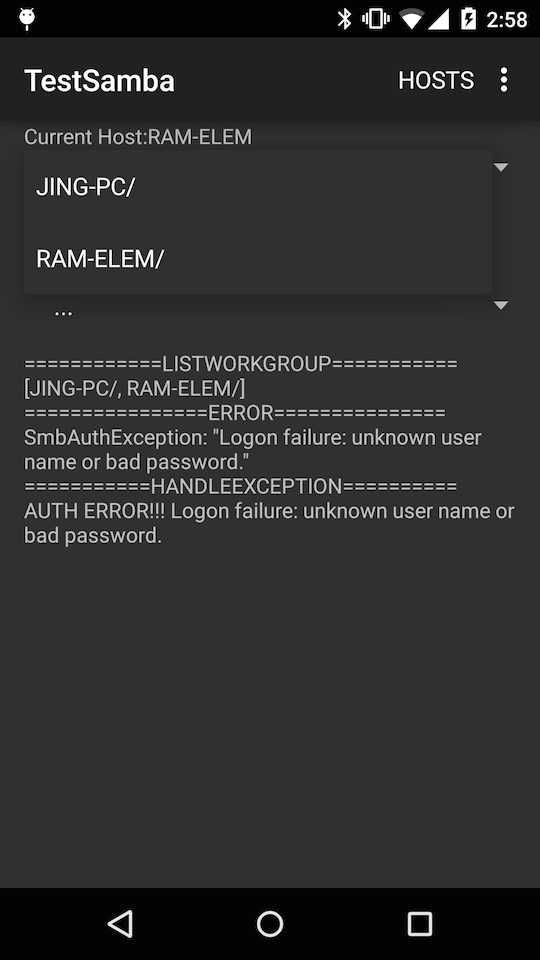 2:58
TestSamba HOSTS
Current Host:RAM-ELEM
JING-PC/
RAM-ELEM/
...
============LISTWORKGROUP===========
[JING-PC/, RAM-ELEM/]
================ERROR===============
SmbAuthException: "Logon failure: unknown user
name or bad password."
===========HANDLEEXCEPTION==========
AUTH ERROR!!! Logon failure: unknown user name or
bad password.